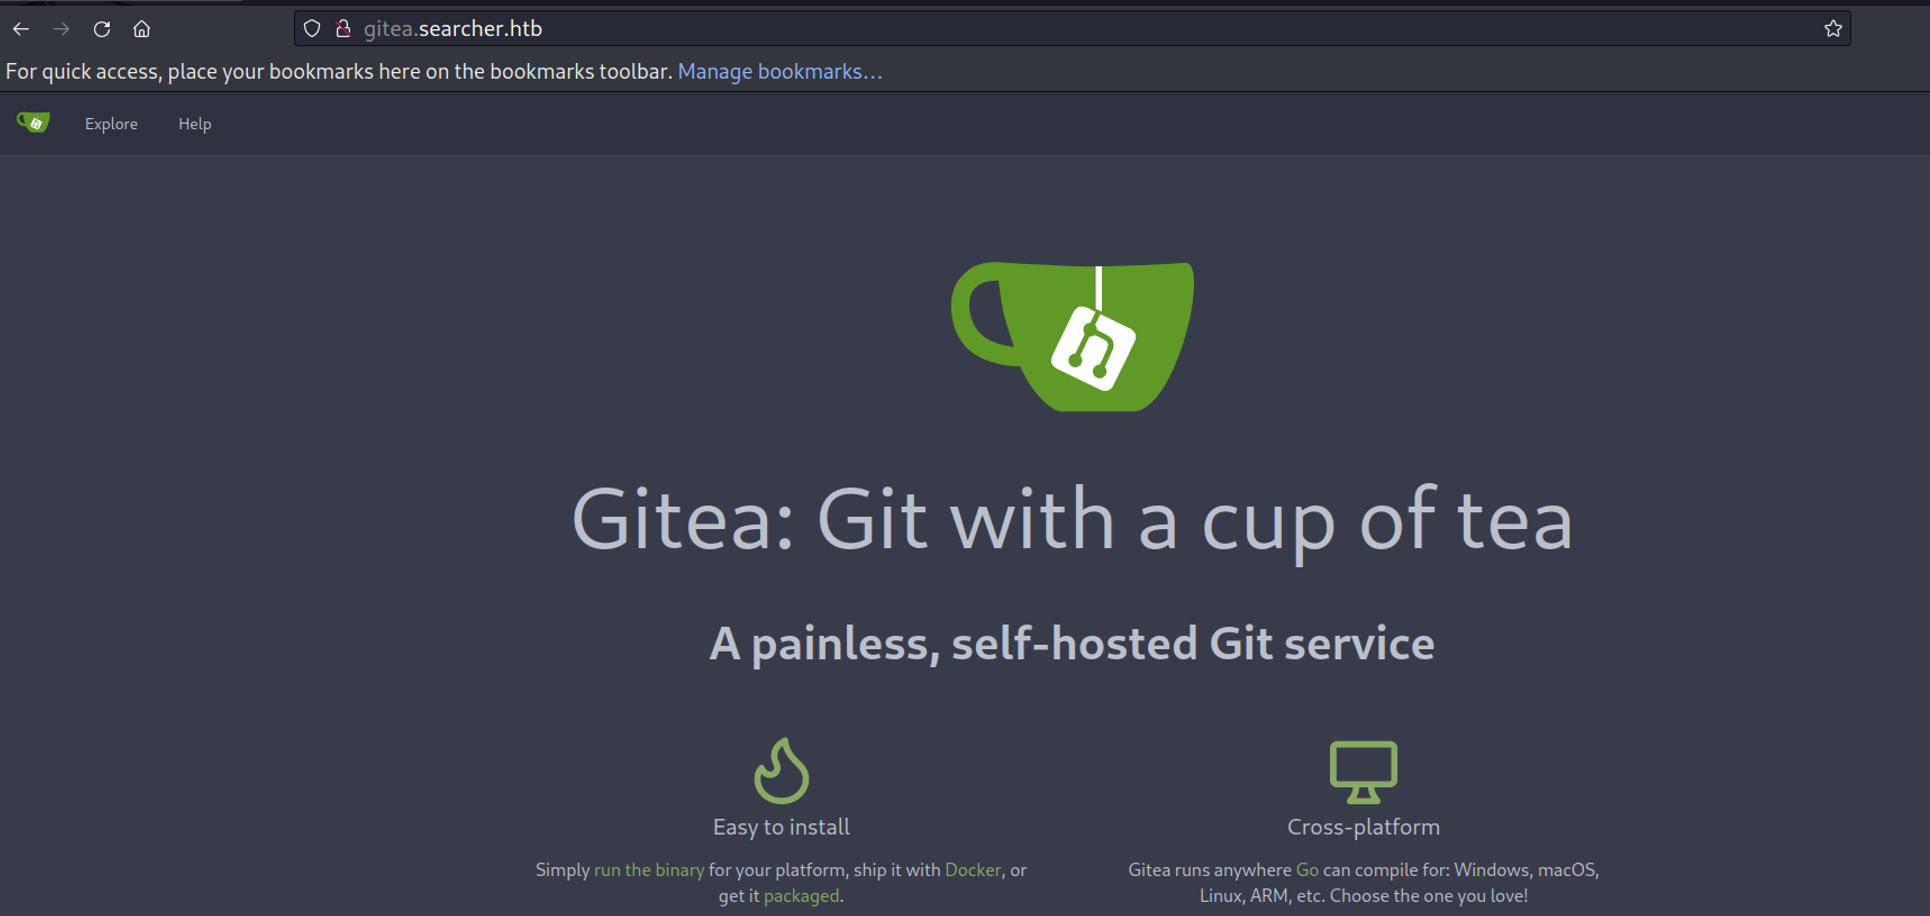 gitea.searcher.htb
For quick access, place your bookmarks here on the bookmarks toolbar. Manage bookmarks...
Explore Help
Gitea: Git with a cup of tea
A painless, self-hosted Git service
Easy to install
Simply run the binary for your platform, ship it with Docker, or
get it packaged.
Cross-platform
Gitea runs anywhere Go can compile for: Windows, macOS,
Linux, ARM, etc. Choose the one you love!